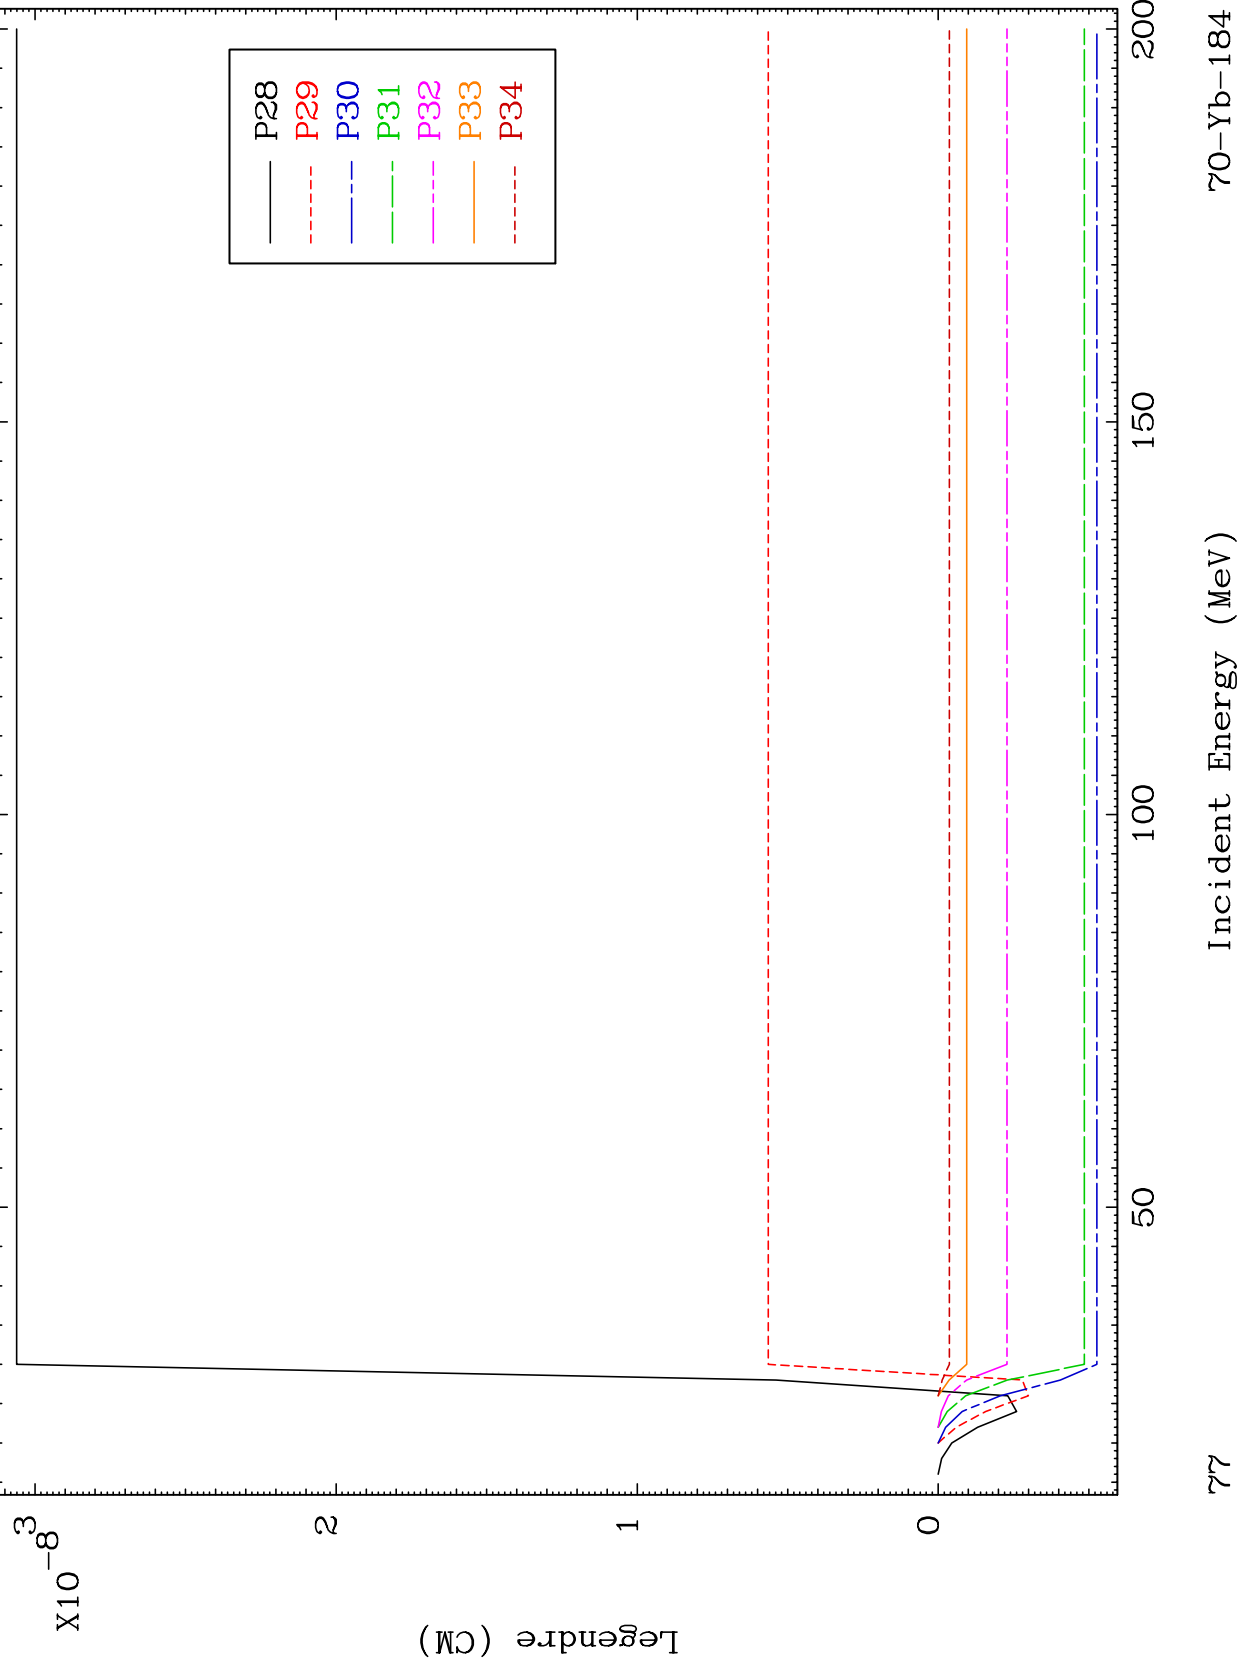 P28
P29
P30
P31
P32
P33
P34
3
2
1
0
X10-8
Legendre (CM)
50
100
150
200
Incident Energy (MeV)
77
70-Yb-184